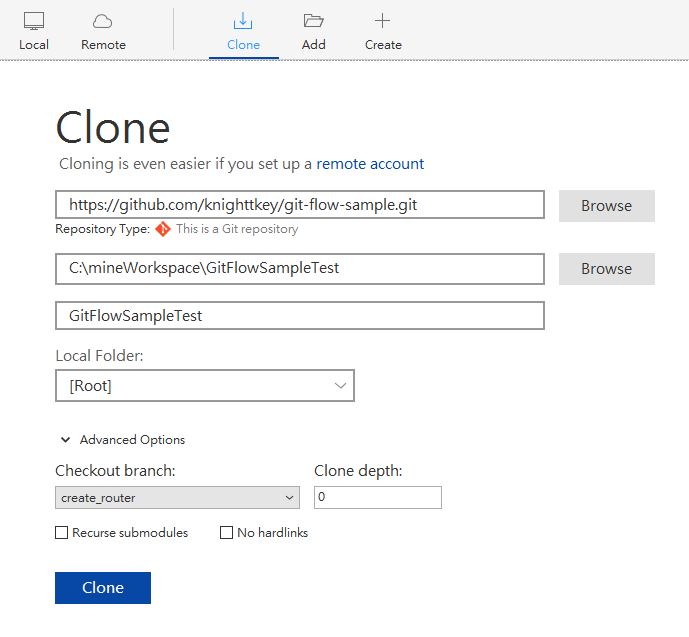 Local Remote Clone Add Create
Clone
Cloning is even easier if you set up a remote account
https://github.com/knighttkey/git-flow-sample.git Browse
Repository Type: This is a Git repository
C:\mineWorkspace\GitFlowSampleTest Browse
GitFlowSampleTest
Local Folder:
[Root]
Advanced Options
Checkout branch: Clone depth:
create_router 0
Recurse submodules No hardlinks
Clone